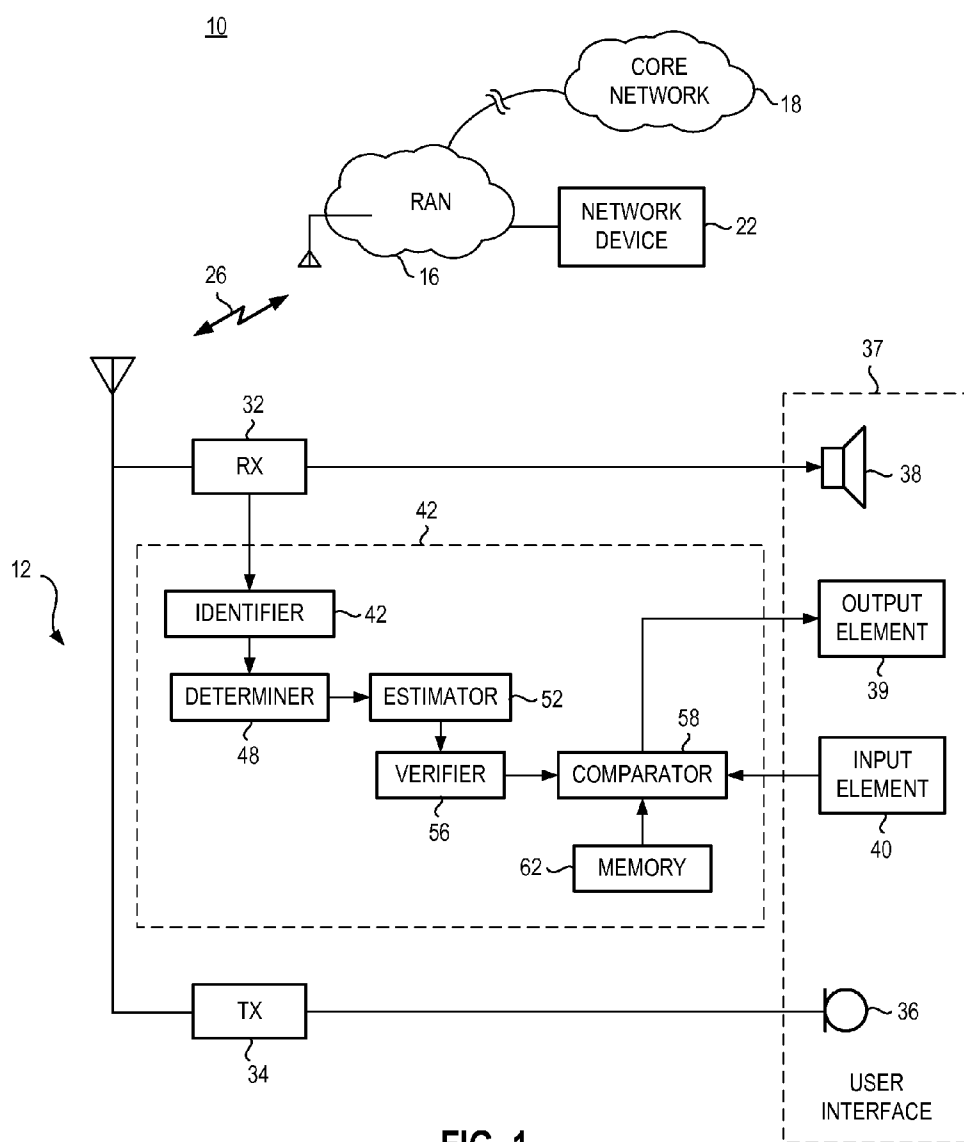 10
CORE
NETWORK
18
RAN
NETWORK
DEVICE
22
16
26
37
32
RX
38
42
12
IDENTIFIER
42
OUTPUT
ELEMENT
39
DETERMINER
48
ESTIMATOR
52
58
VERIFIER
56
COMPARATOR
INPUT
ELEMENT
40
62
MEMORY
TX
34
36
USER
INTERFACE
FIG. 1